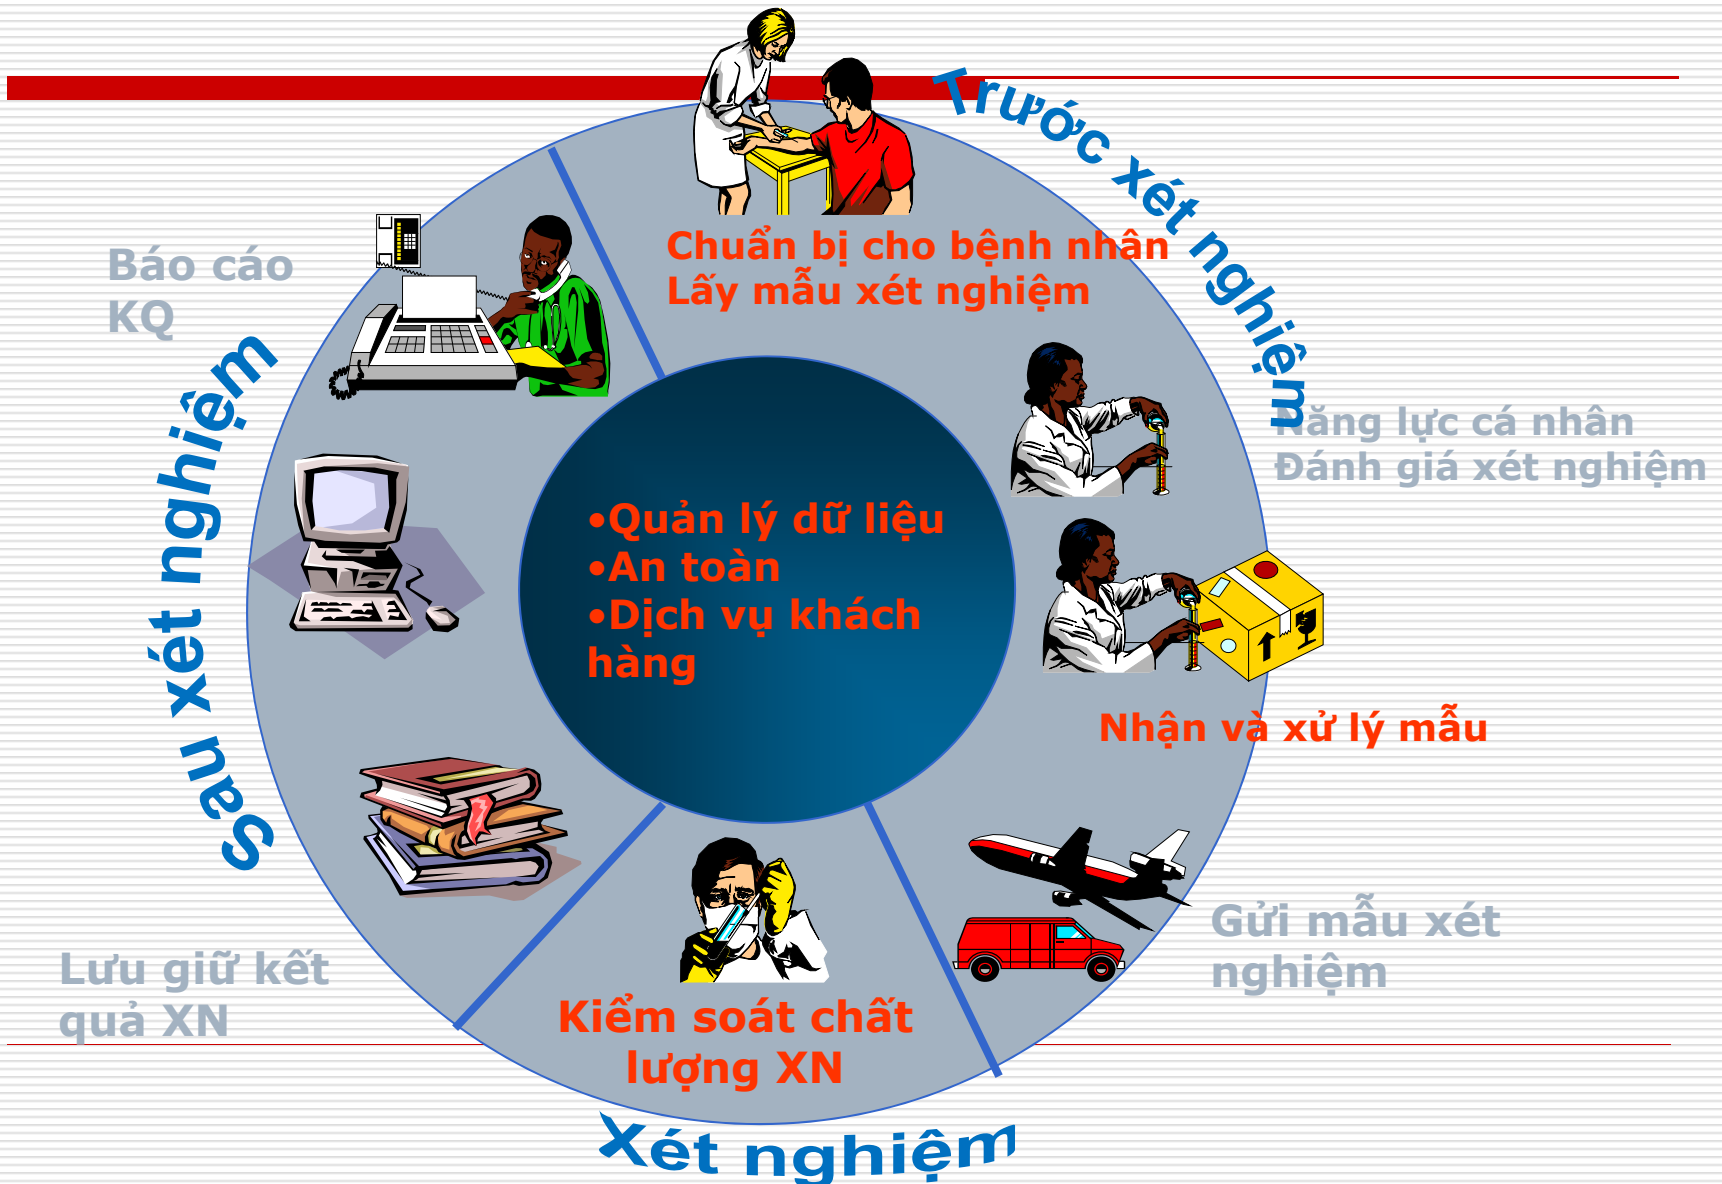 Trước xét nghiệm
Chuẩn bị cho bệnh nhân
Lấy mẫu xét nghiệm
Báo cáo
KQ
Năng lực cá nhân
Đánh giá xét nghiệm
Sau xét nghiệm
•Quản lý dữ liệu
•An toàn
•Dịch vụ khách
hàng
Nhận và xử lý mẫu
Gửi mẫu xét
nghiệm
Lưu giữ kết
quả XN
Kiểm soát chất
lượng XN
Xét nghiệm